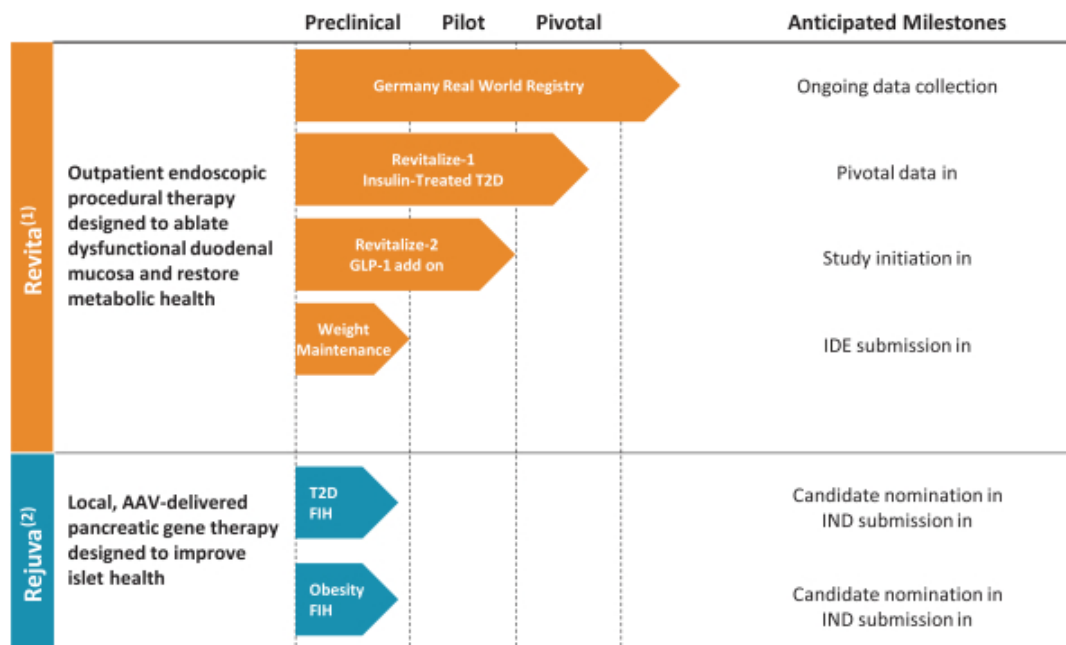 Preclinical Pilot Pivotal Anticipated Milestones
Revita(1)
Outpatient endoscopic
procedural therapy
designed to ablate
dysfunctional duodenal
mucosa and restore
metabolic health
Germany Real World Registry
Ongoing data collection
Revitalize-1
Insulin-Treated T2D
Pivotal data in
Revitalize-2
GLP-1 add on
Study initiation in
Weight
Maintenance
IDE submission in
Rejuva(2)
Local, AAV-delivered
pancreatic gene therapy
designed to improve
islet health
T2D
FIH
Candidate nomination in
IND submission in
Obesity
FIH
Candidate nomination in
IND submission in